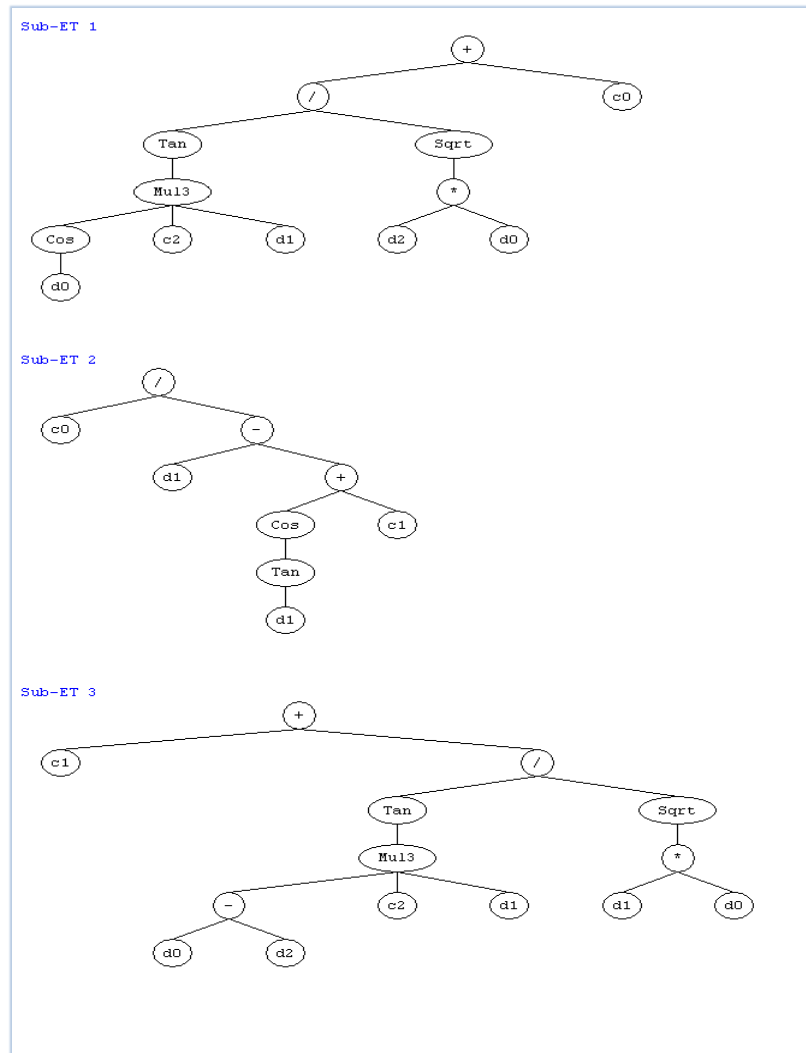 Sub-ET 1
+
/ c0
Tan Sqrt
Mul3 *
Cos c2 d1 d2 d0
d0
Sub-ET 2
/
c0 -
d1 +
Cos c1
Tan
d1
Sub-ET 3
+
c1 /
Tan Sqrt
Mul3 *
- c2 d1 d1 d0
d0 d2